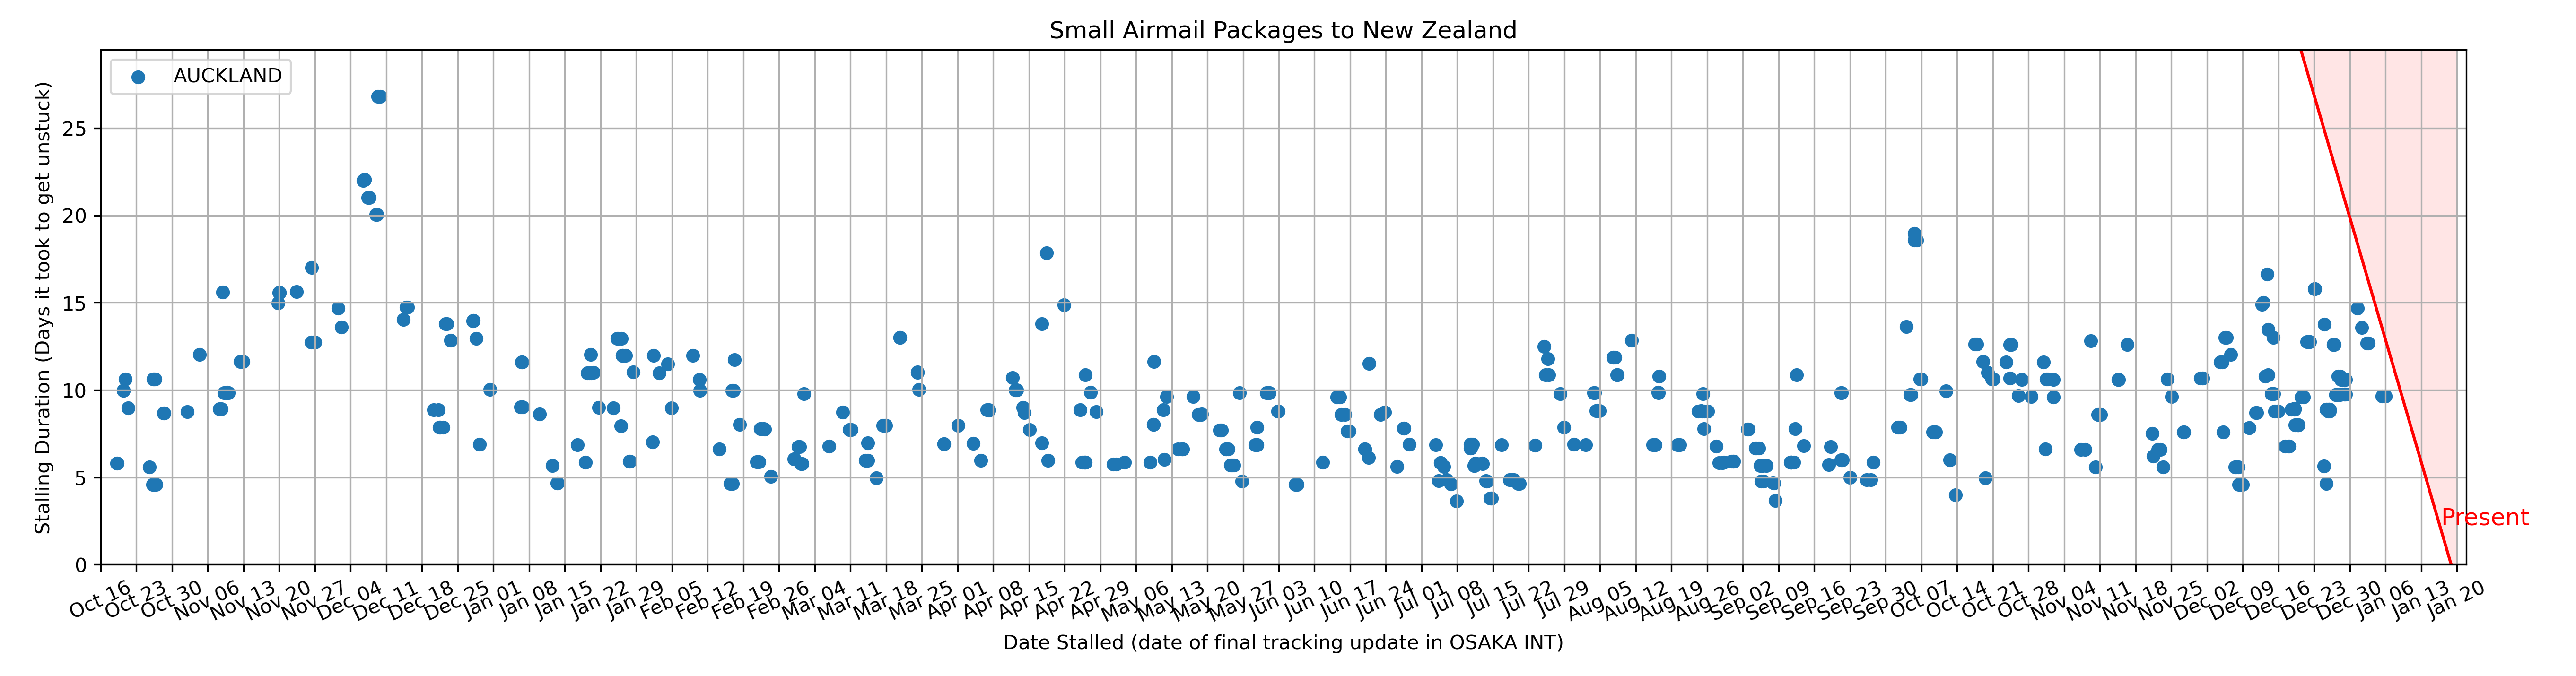 Small Airmail Packages to New Zealand
AUCKLAND
Stalling Duration (Days it took to get unstuck)
25
20
15
10
5
0
Present
Oct 16
Oct 23
Oct 30
Nov 06
Nov 13
Nov 20
Nov 27
Dec 04
Dec 11
Dec 18
Dec 25
Jan 01
Jan 08
Jan 15
Jan 22
Jan 29
Feb 05
Feb 12
Feb 19
Feb 26
Mar 04
Mar 11
Mar 18
Mar 25
Apr 01
Apr 08
Apr 15
Apr 22
Apr 29
May 06
May 13
May 20
May 27
Jun 03
Jun 10
Jun 17
Jun 24
Jul 01
Jul 08
Jul 15
Jul 22
Jul 29
Aug 05
Aug 12
Aug 19
Aug 26
Sep 02
Sep 09
Sep 16
Sep 23
Sep 30
Oct 07
Oct 14
Oct 21
Oct 28
Nov 04
Nov 11
Nov 18
Nov 25
Dec 02
Dec 09
Dec 16
Dec 23
Dec 30
Jan 06
Jan 13
Jan 20
Date Stalled (date of final tracking update in OSAKA INT)